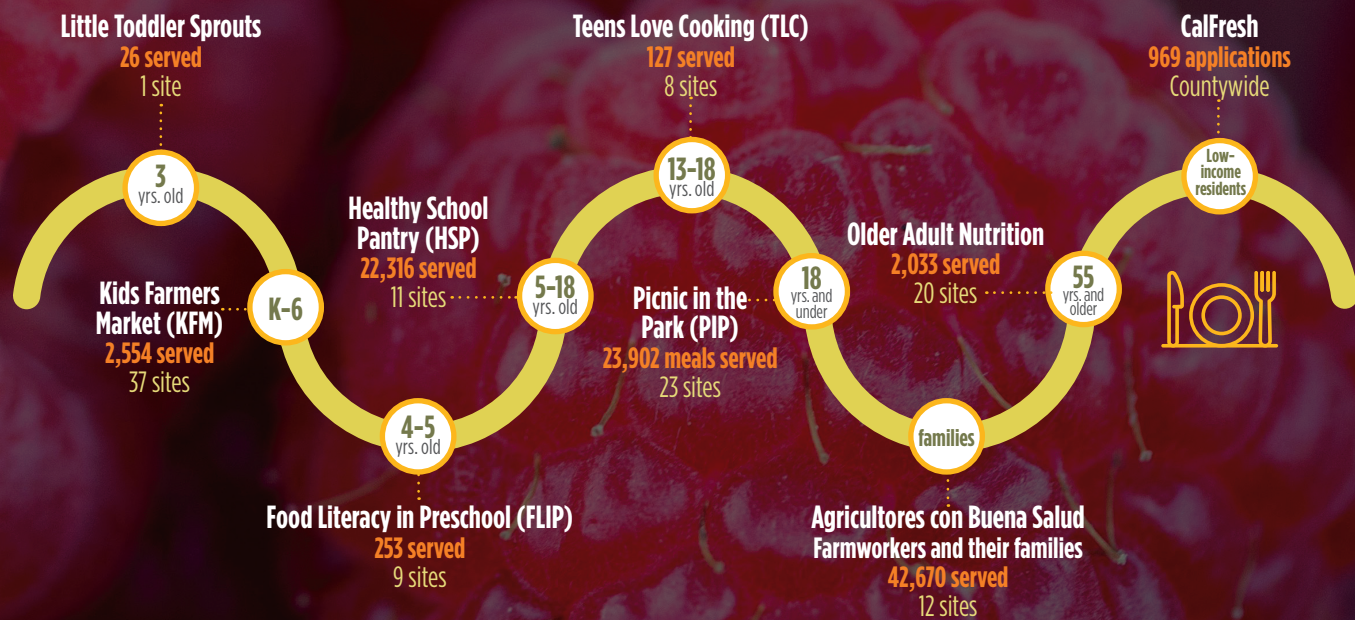 Little Toddler Sprouts
26 served
1 site
3
yrs. old
Kids Farmers
Market (KFM)
2,554 served
37 sites
K-6
4-5
yrs. old
Food Literacy in Preschool (FLIP)
253 served
9 sites
Healthy School
Pantry (HSP)
22,316 served
11 sites
5-18
yrs. old
Teens Love Cooking (TLC)
127 served
8 sites
13-18
yrs. old
Picnic in the
Park (PIP)
23,902 meals served
23 sites
18
yrs. and
under
families
Agricultores con Buena Salud
Farmworkers and their families
42,670 served
12 sites
Older Adult Nutrition
2,033 served
20 sites
55
yrs. and
older
CalFresh
969 applications
Countywide
Low-
income
residents